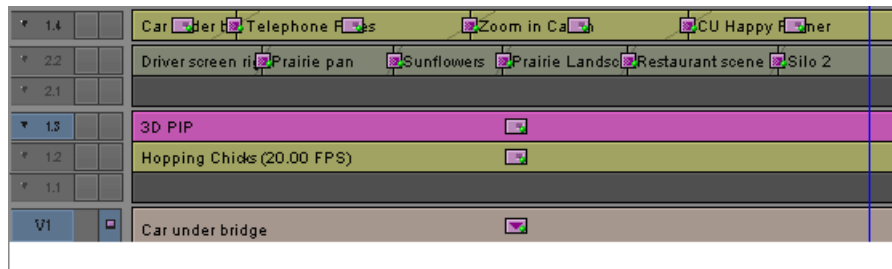 1.4 Car Telephone Zoom in CU Happy
2.2 Driver screen Prairie pan Sunflowers Prairie Landsc Restaurant scene Silo 2
2.1
1.3 3D PIP
1.2 Hopping Chicks (20.00 FPS)
1.1
V1 Car under bridge